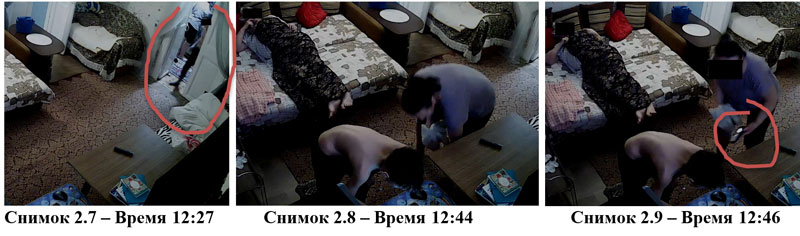 Снимок 2.7 – Время 12:27
Снимок 2.8 – Время 12:44
Снимок 2.9 – Время 12:46